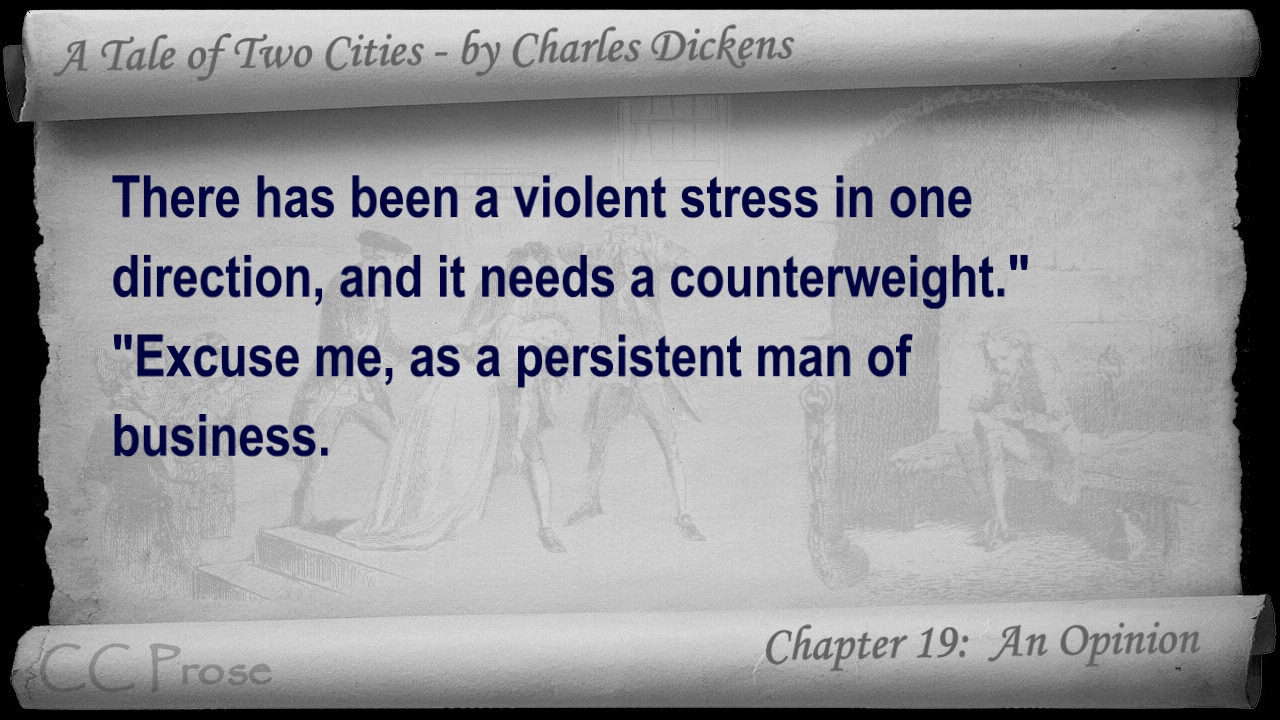 A Tale of Two Cities - by Charles Dickens
There has been a violent stress in one
direction, and it needs a counterweight."
"Excuse me, as a persistent man of
business.
Chapter 19: An Opinion
CC Prose